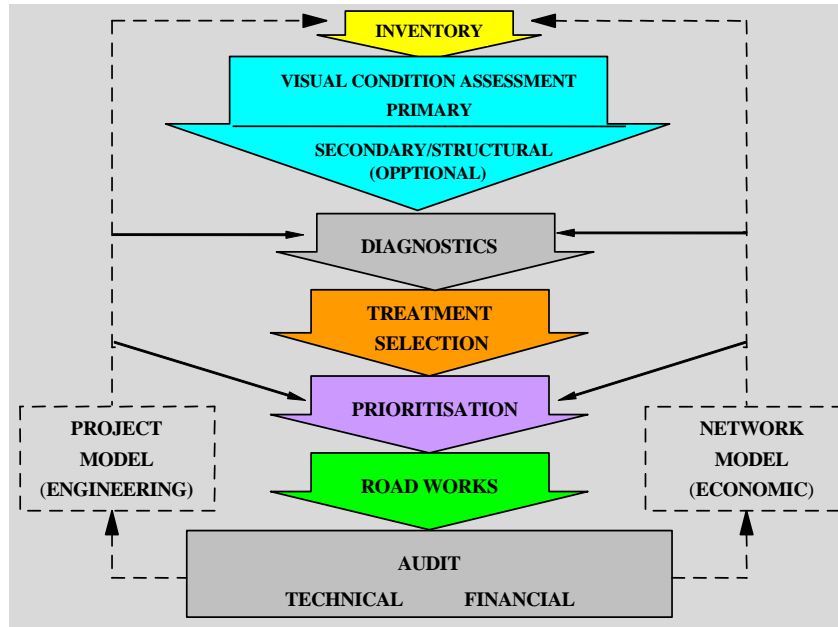 INVENTORY
VISUAL CONDITION ASSESSMENT
PRIMARY
SECONDARY/STRUCTURAL
(OPPTIONAL)
DIAGNOSTICS
TREATMENT
SELECTION
PRIORITISATION
PROJECT
MODEL
(ENGINEERING)
NETWORK
MODEL
(ECONOMIC)
ROAD WORKS
AUDIT
TECHNICAL FINANCIAL